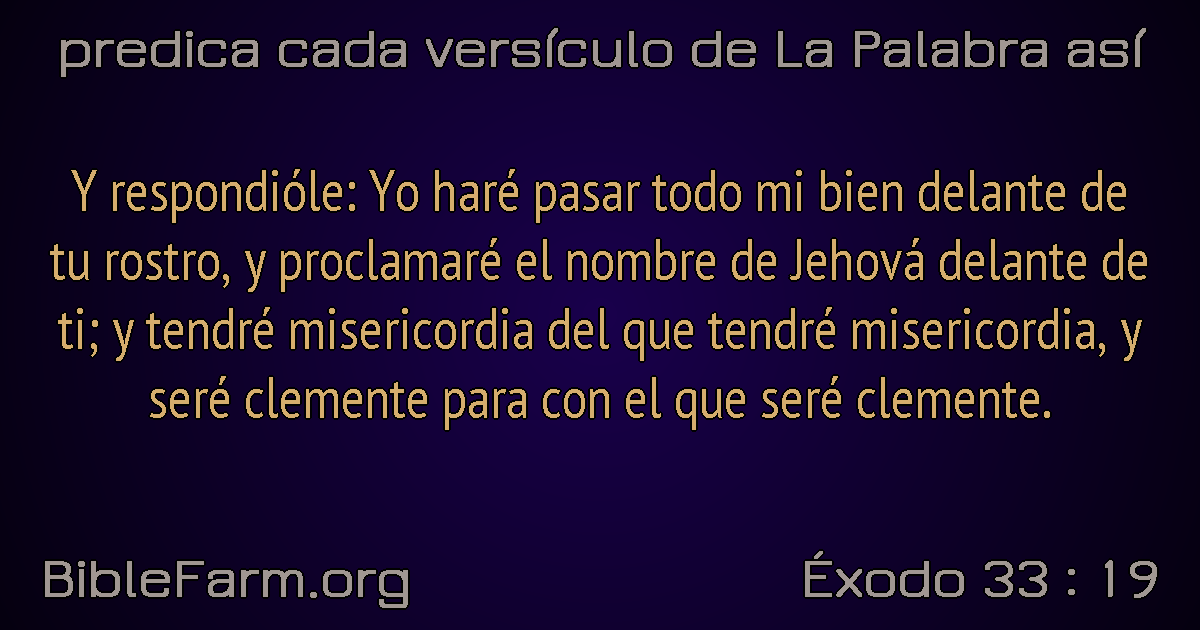 predica cada versículo de La Palabra así
Y respondióle: Yo haré pasar todo mi bien delante de
tu rostro, y proclamaré el nombre de Jehová delante de
ti; y tendré misericordia del que tendré misericordia, y
seré clemente para con el que seré clemente.
BibleFarm.org
Éxodo 33 : 19